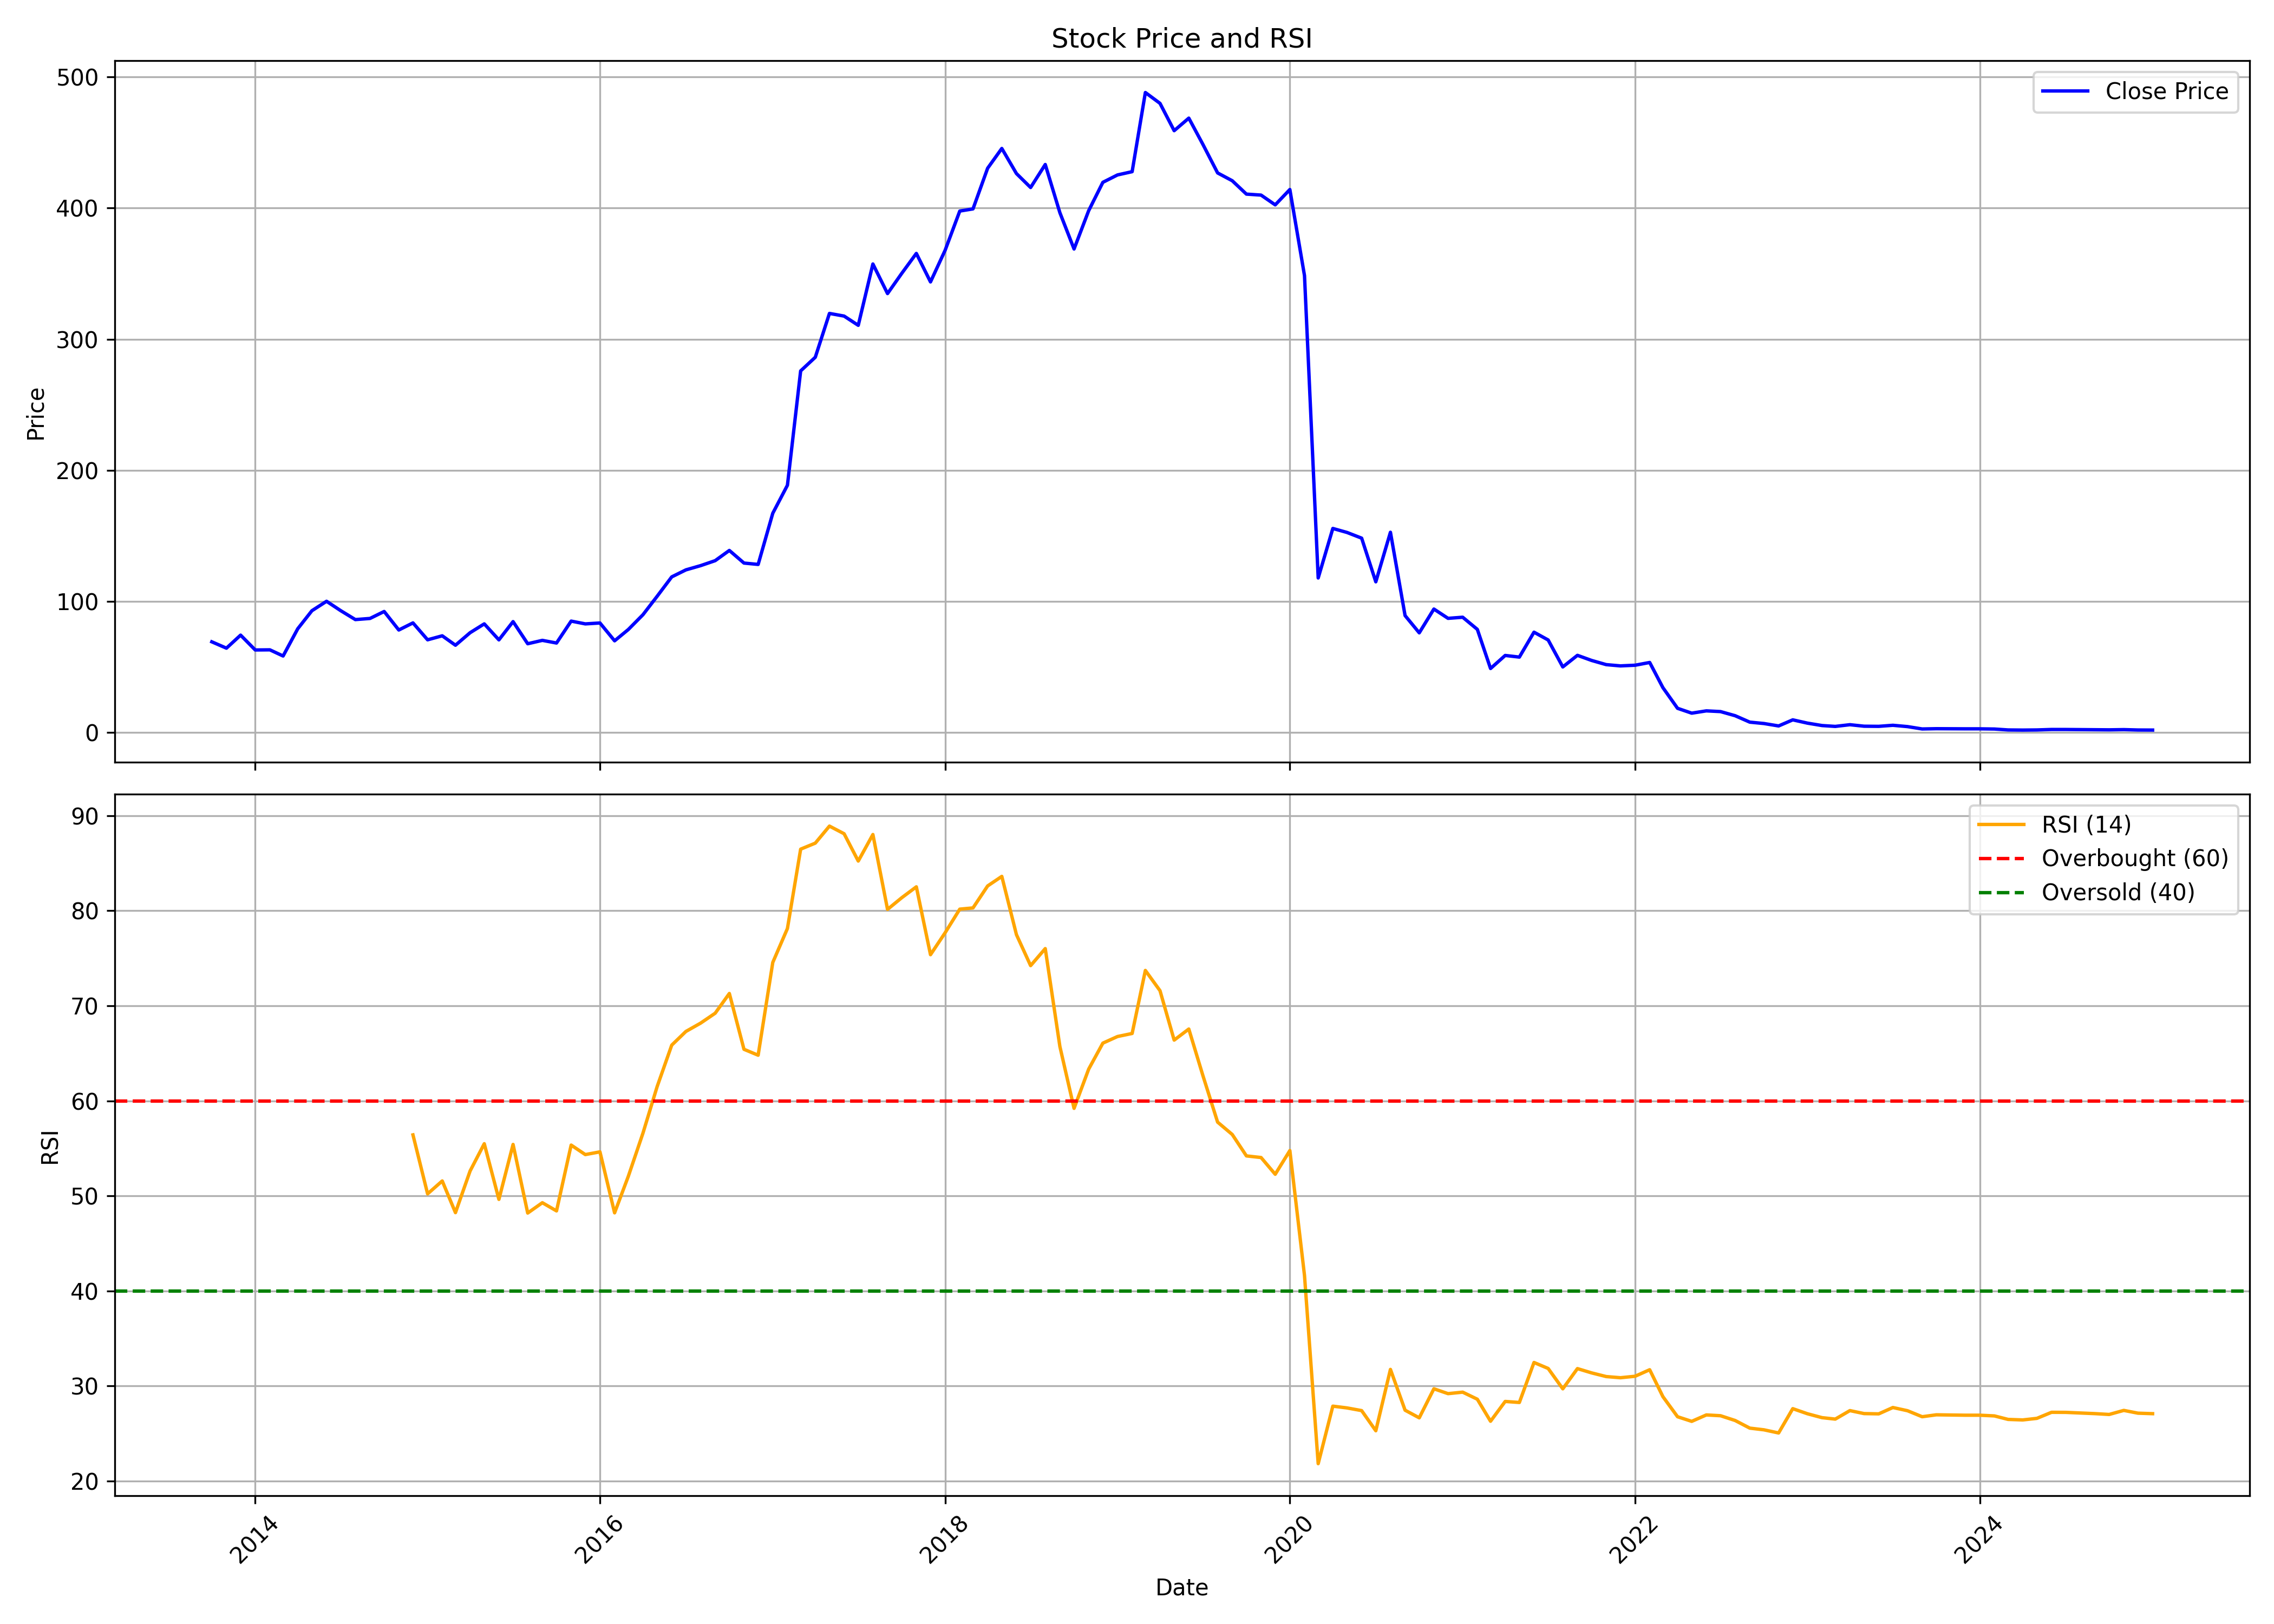 Stock Price and RSI
500
400
300
200
100
0
Price
Close Price
90
80
70
60
50
40
30
20
RSI
RSI (14)
Overbought (60)
Oversold (40)
2014
2016
2018
2020
2022
2024
Date